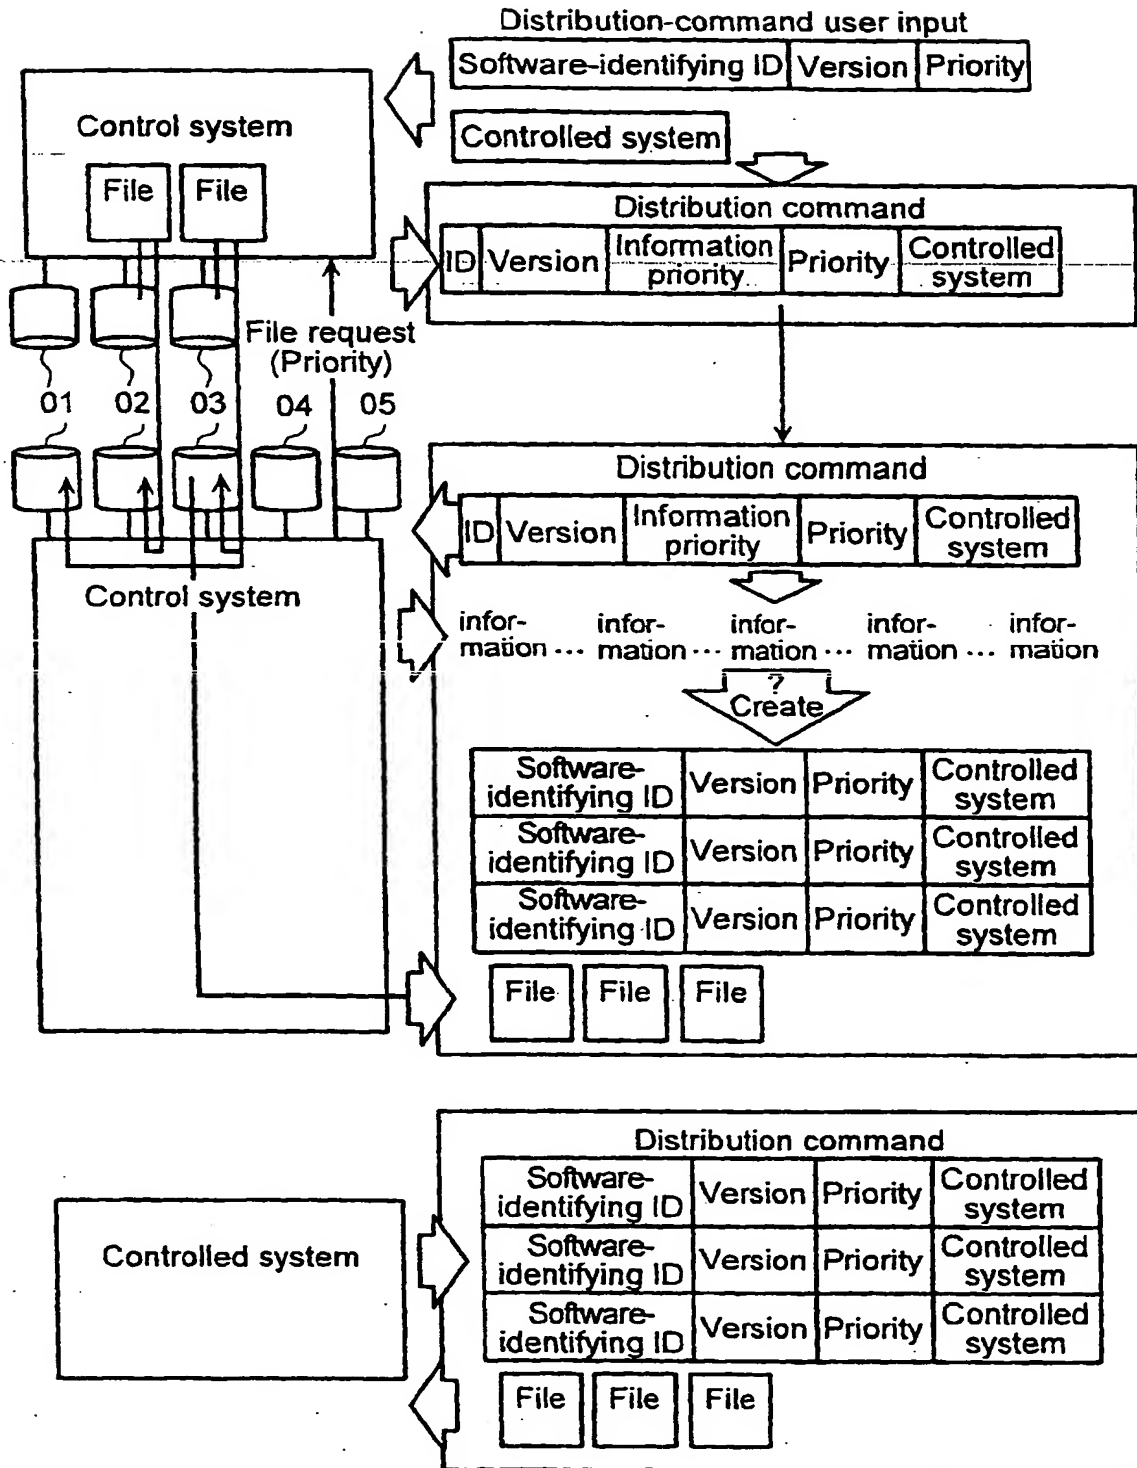 Distribution-command user input
Software-identifying ID Version Priority
Control system
Controlled system
File File
Distribution command
ID Version Information priority Priority Controlled system
File request
(Priority)
01 02 03 04 05
Distribution command
ID Version Information priority Priority Controlled system
Control system
infor-
mation ... infor-
mation ... infor-
mation ... infor-
mation ... infor-
mation
?
Create
Software-
identifying ID Version Priority Controlled
system
Software-
identifying ID Version Priority Controlled
system
Software-
identifying ID Version Priority Controlled
system
File File File
Distribution command
Controlled system
Software-
identifying ID Version Priority Controlled
system
Software-
identifying ID Version Priority Controlled
system
Software-
identifying ID Version Priority Controlled
system
File File File